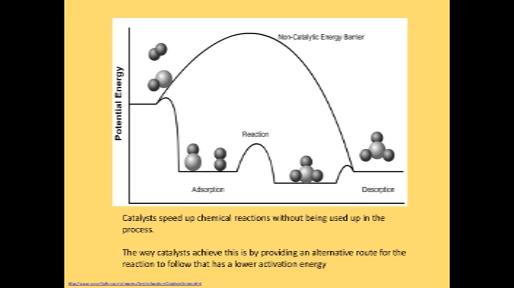 Non-Catalytic Energy Barrier
Potential Energy
Reaction
Adsorption
Desorption
Catalysts speed up chemical reactions without being used up in the
process.
The way catalysts achieve this is by providing an alternative route for the
reaction to follow that has a lower activation energy